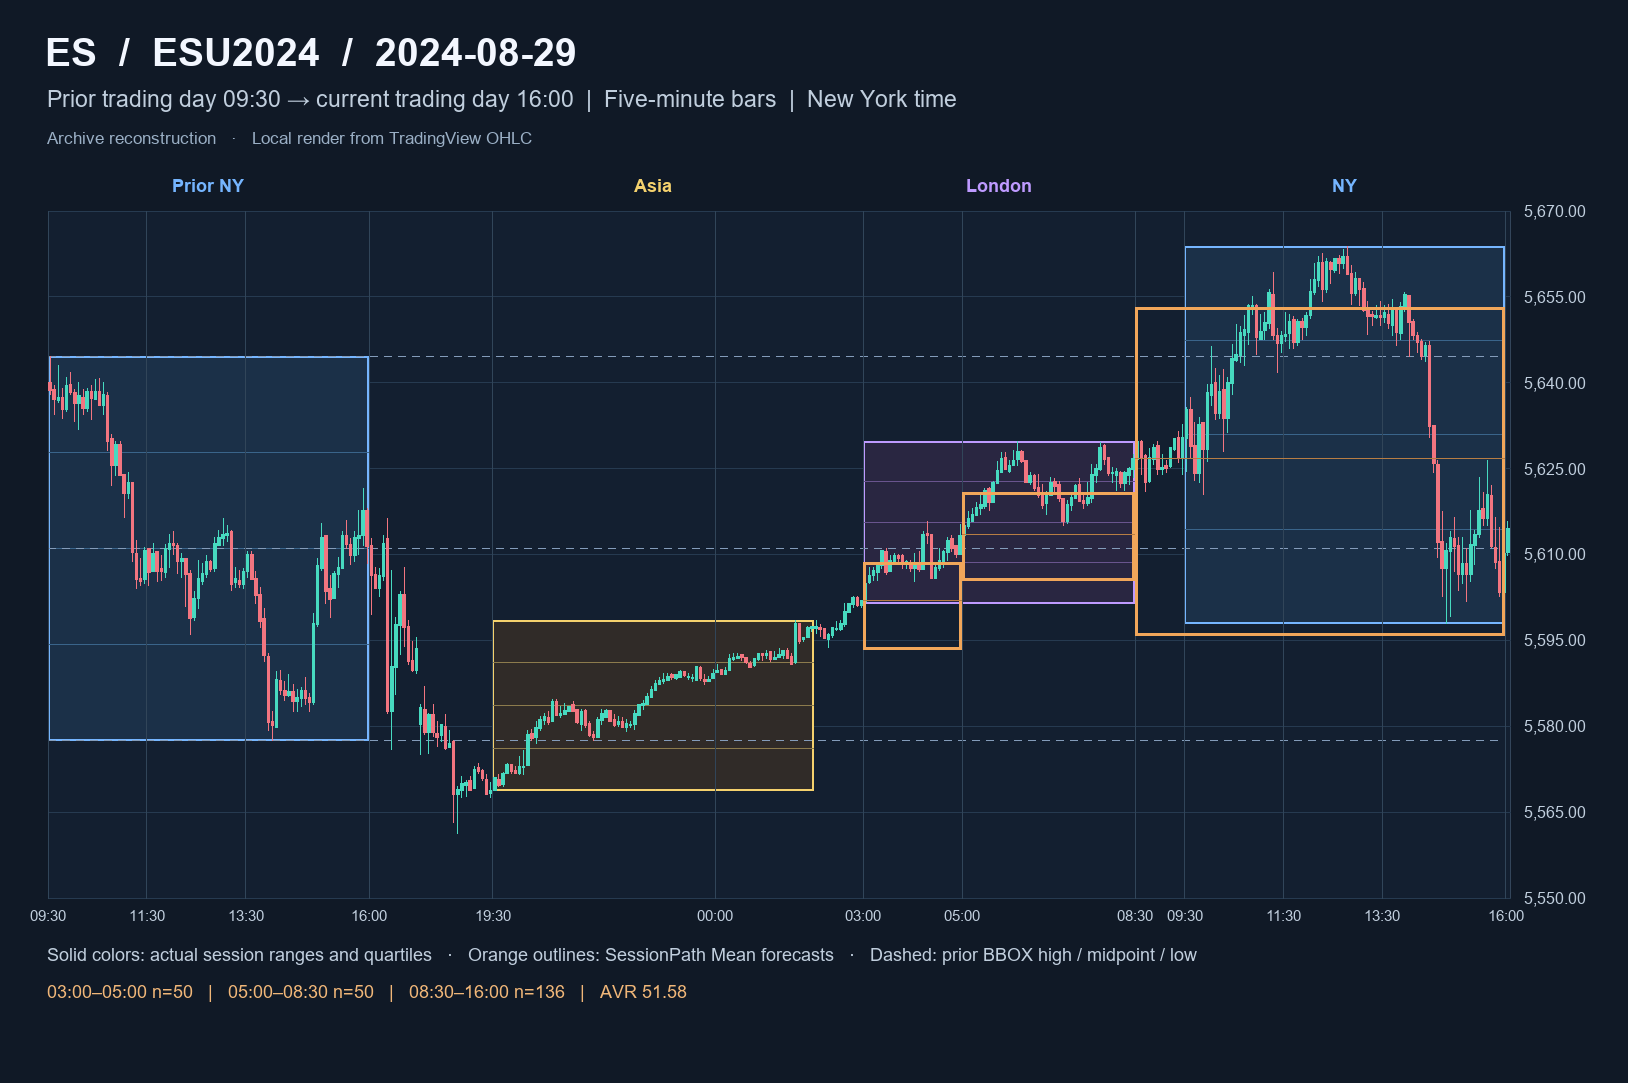 ES / ESU2024 / 2024-08-29
Prior trading day 09:30 → current trading day 16:00 | Five-minute bars | New York time
Archive reconstruction · Local render from TradingView OHLC
Prior NY Asia London NY
5,670.00
5,655.00
5,640.00
5,625.00
5,610.00
5,595.00
5,580.00
5,565.00
5,550.00
09:30 11:30 13:30 16:00 19:30 00:00 03:00 05:00 08:30 09:30 11:30 13:30 16:00
Solid colors: actual session ranges and quartiles · Orange outlines: SessionPath Mean forecasts · Dashed: prior BBOX high / midpoint / low
03:00–05:00 n=50 | 05:00–08:30 n=50 | 08:30–16:00 n=136 | AVR 51.58